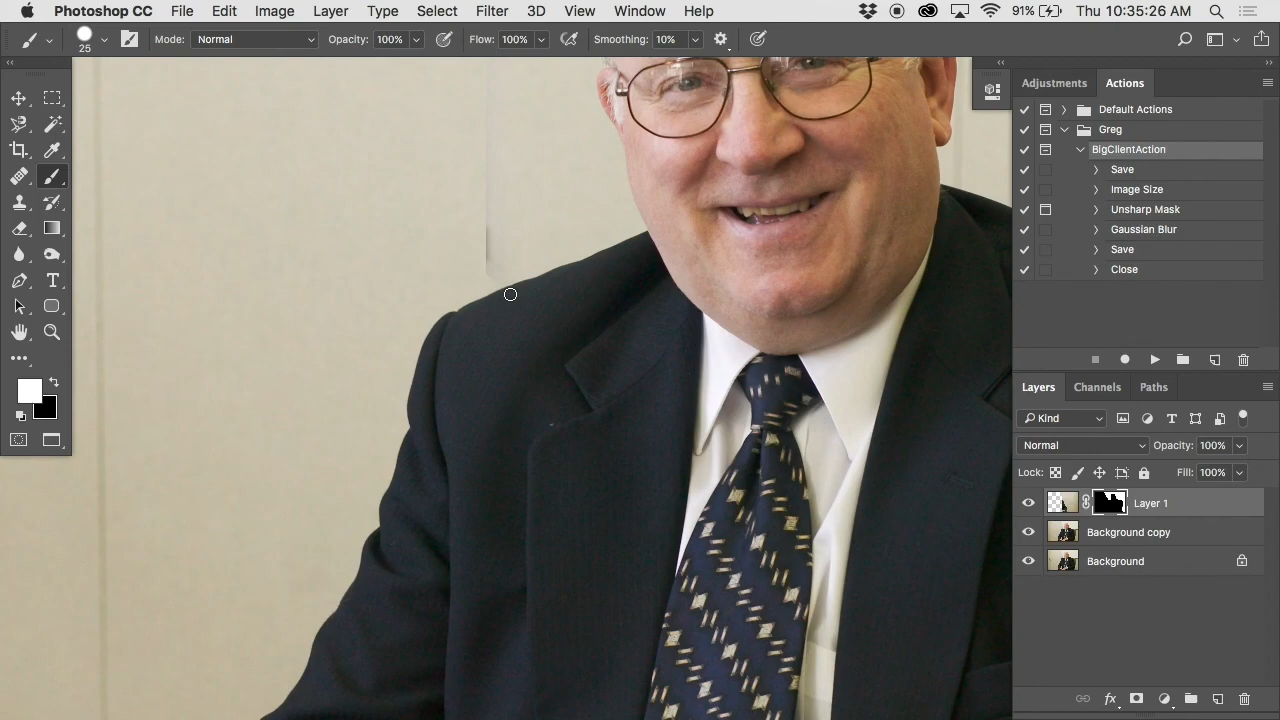 Photoshop CC File Edit Image Layer Type Select Filter 3D View Window Help 91% Thu 10:35:26 AM
25 Mode: Normal Opacity: 100% Flow: 100% Smoothing: 10%
Adjustments Actions
Default Actions
Greg
BigClientAction
Save
Image Size
Unsharp Mask
Gaussian Blur
Save
Close
Layers Channels Paths
Kind
Normal Opacity: 100%
Lock: Fill: 100%
Layer 1
Background copy
Background